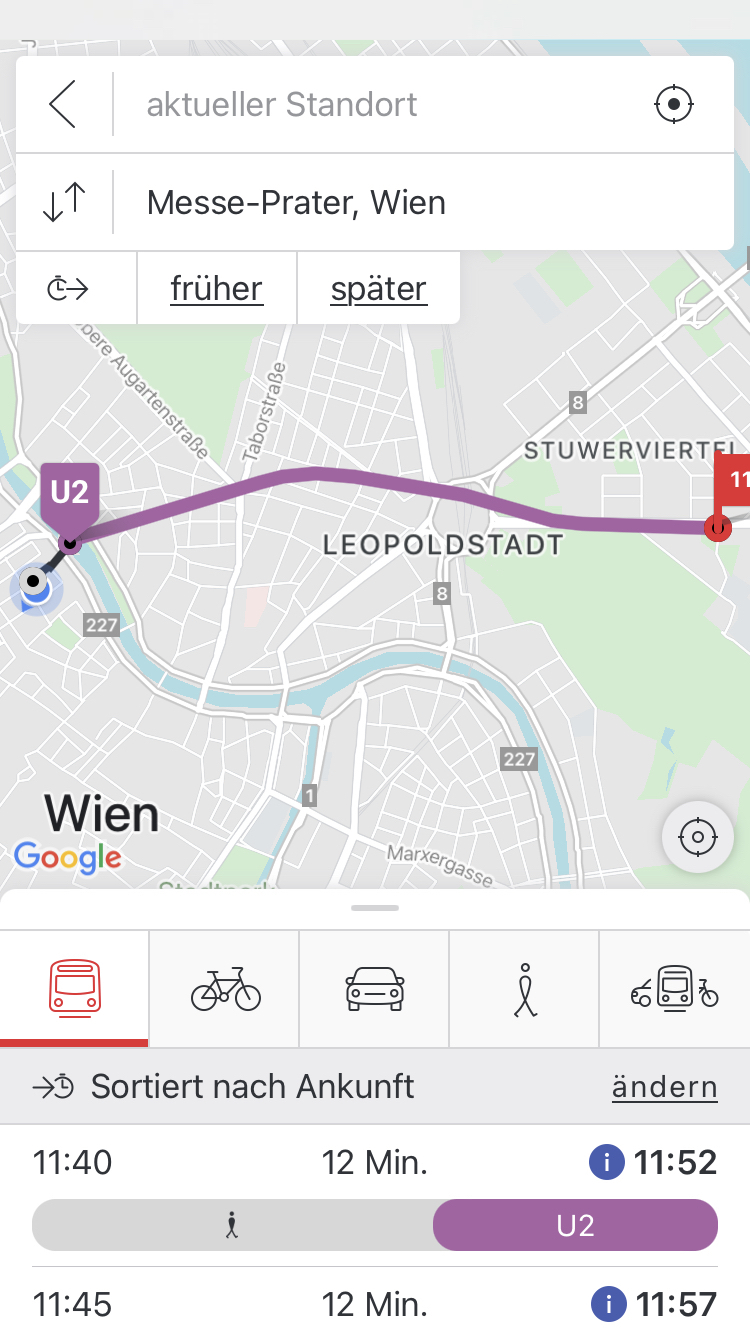 aktueller Standort
Messe-Prater, Wien
früher
später
bere Augartenstraße
Taborstraße
8
STUWERVIERTEL
U2
11
LEOPOLDSTADT
8
227
227
1
Wien
Google
Marxergasse
Stadtpark
Sortiert nach Ankunft
ändern
11:40 12 Min. i 11:52
U2
11:45 12 Min. i 11:57